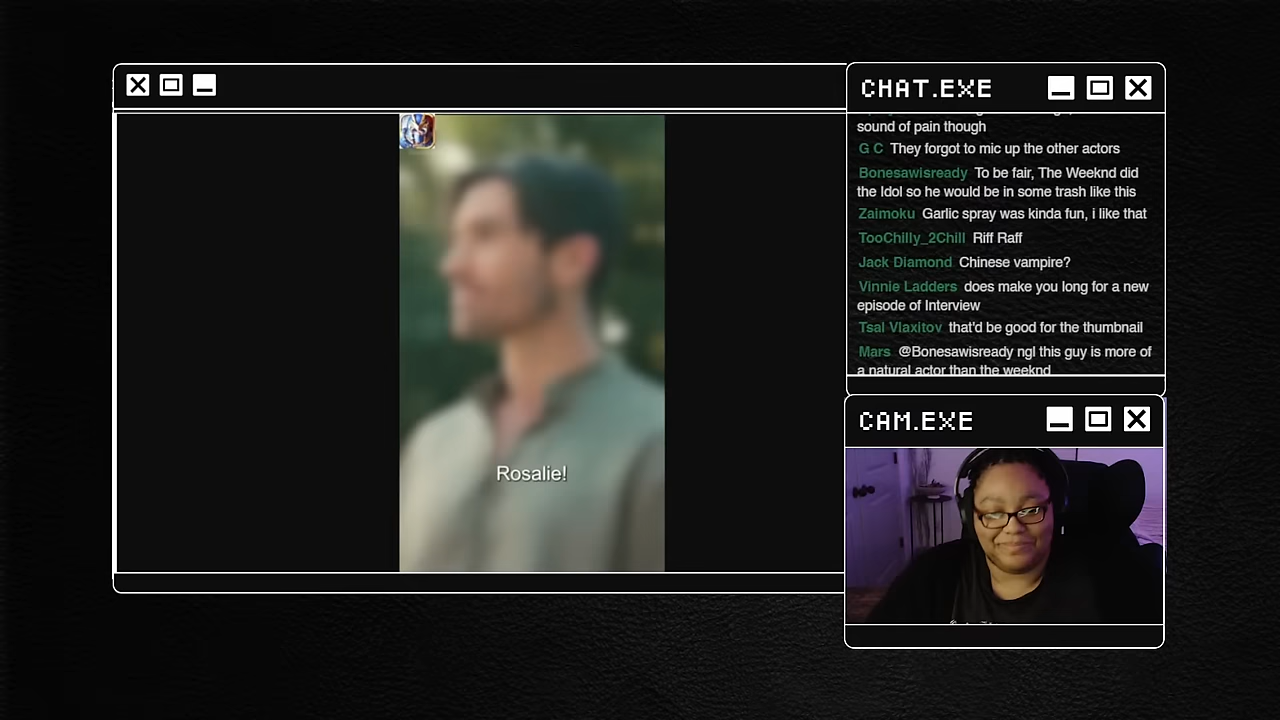 Rosalie!
CHAT.EXE
sound of pain though
G C They forgot to mic up the other actors
Bonesawisready To be fair, The Weeknd did
the Idol so he would be in some trash like this
Zaimoku Garlic spray was kinda fun, i like that
TooChilly_2Chill Riff Raff
Jack Diamond Chinese vampire?
Vinnie Ladders does make you long for a new
episode of Interview
Tsal Vlaxitov that'd be good for the thumbnail
Mars @Bonesawisready ngl this guy is more of
a natural actor than the weeknd
CAM.EXE